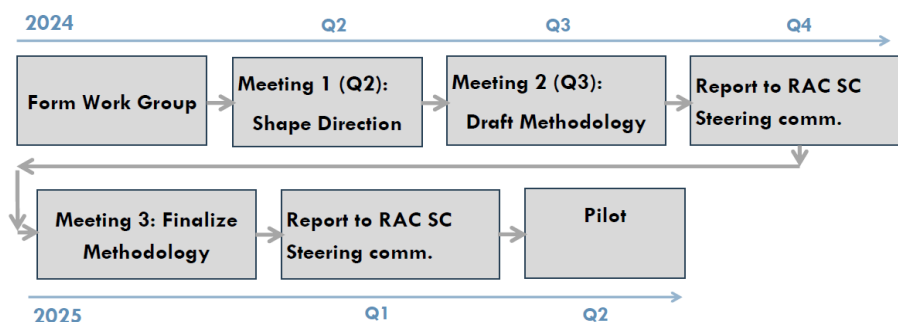 2024 Q2 Q3 Q4
Form Work Group
Meeting 1 (Q2):
Shape Direction
Meeting 2 (Q3):
Draft Methodology
Report to RAC SC
Steering comm.
Meeting 3: Finalize
Methodology
Report to RAC SC
Steering comm.
Pilot
2025 Q1 Q2